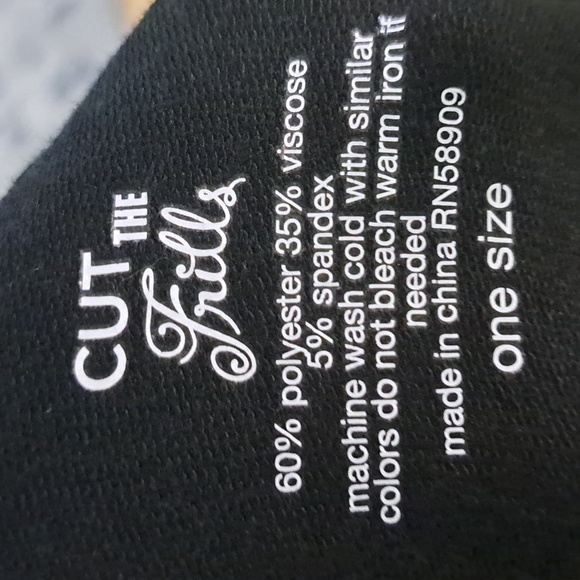 CUT
THE
Frills
60% polyester 35% viscose
5% spandex
machine wash cold with similar
colors do not bleach warm iron if
needed
made in china RN58909
one size